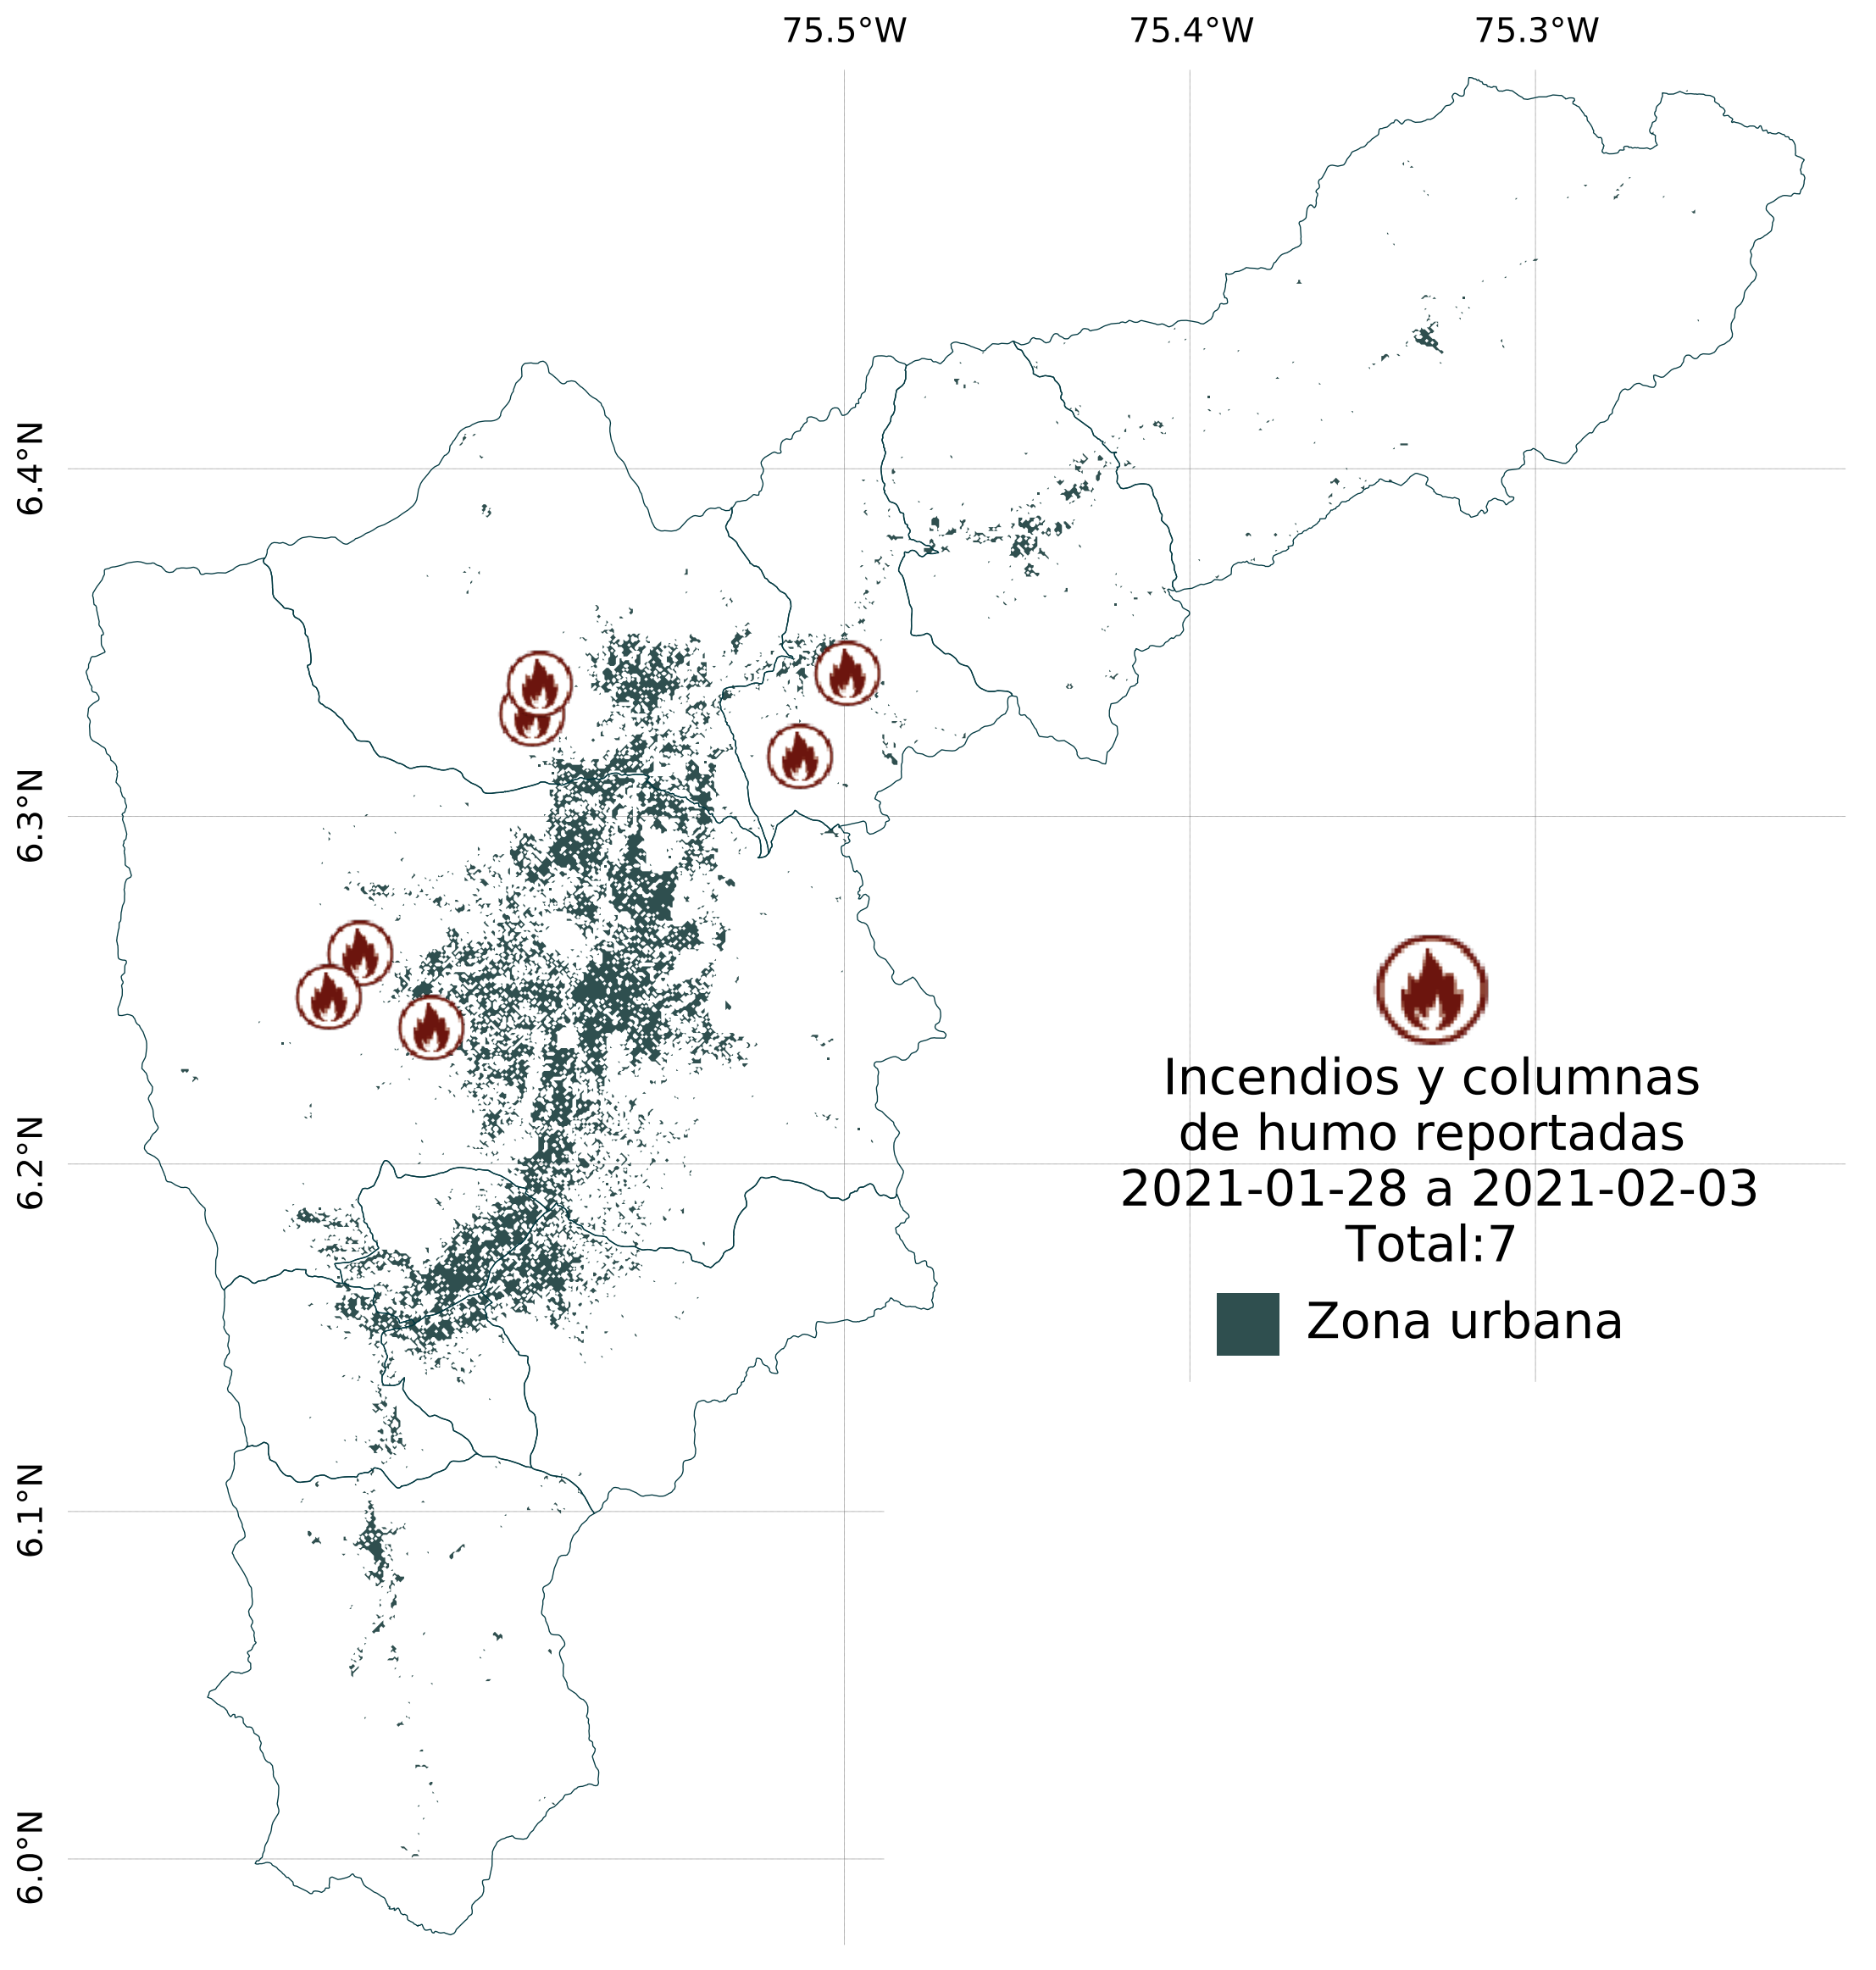 75.5°W 75.4°W 75.3°W
6.4°N
6.3°N
6.2°N
6.1°N
6.0°N
Incendios y columnas
de humo reportadas
2021-01-28 a 2021-02-03
Total:7
Zona urbana